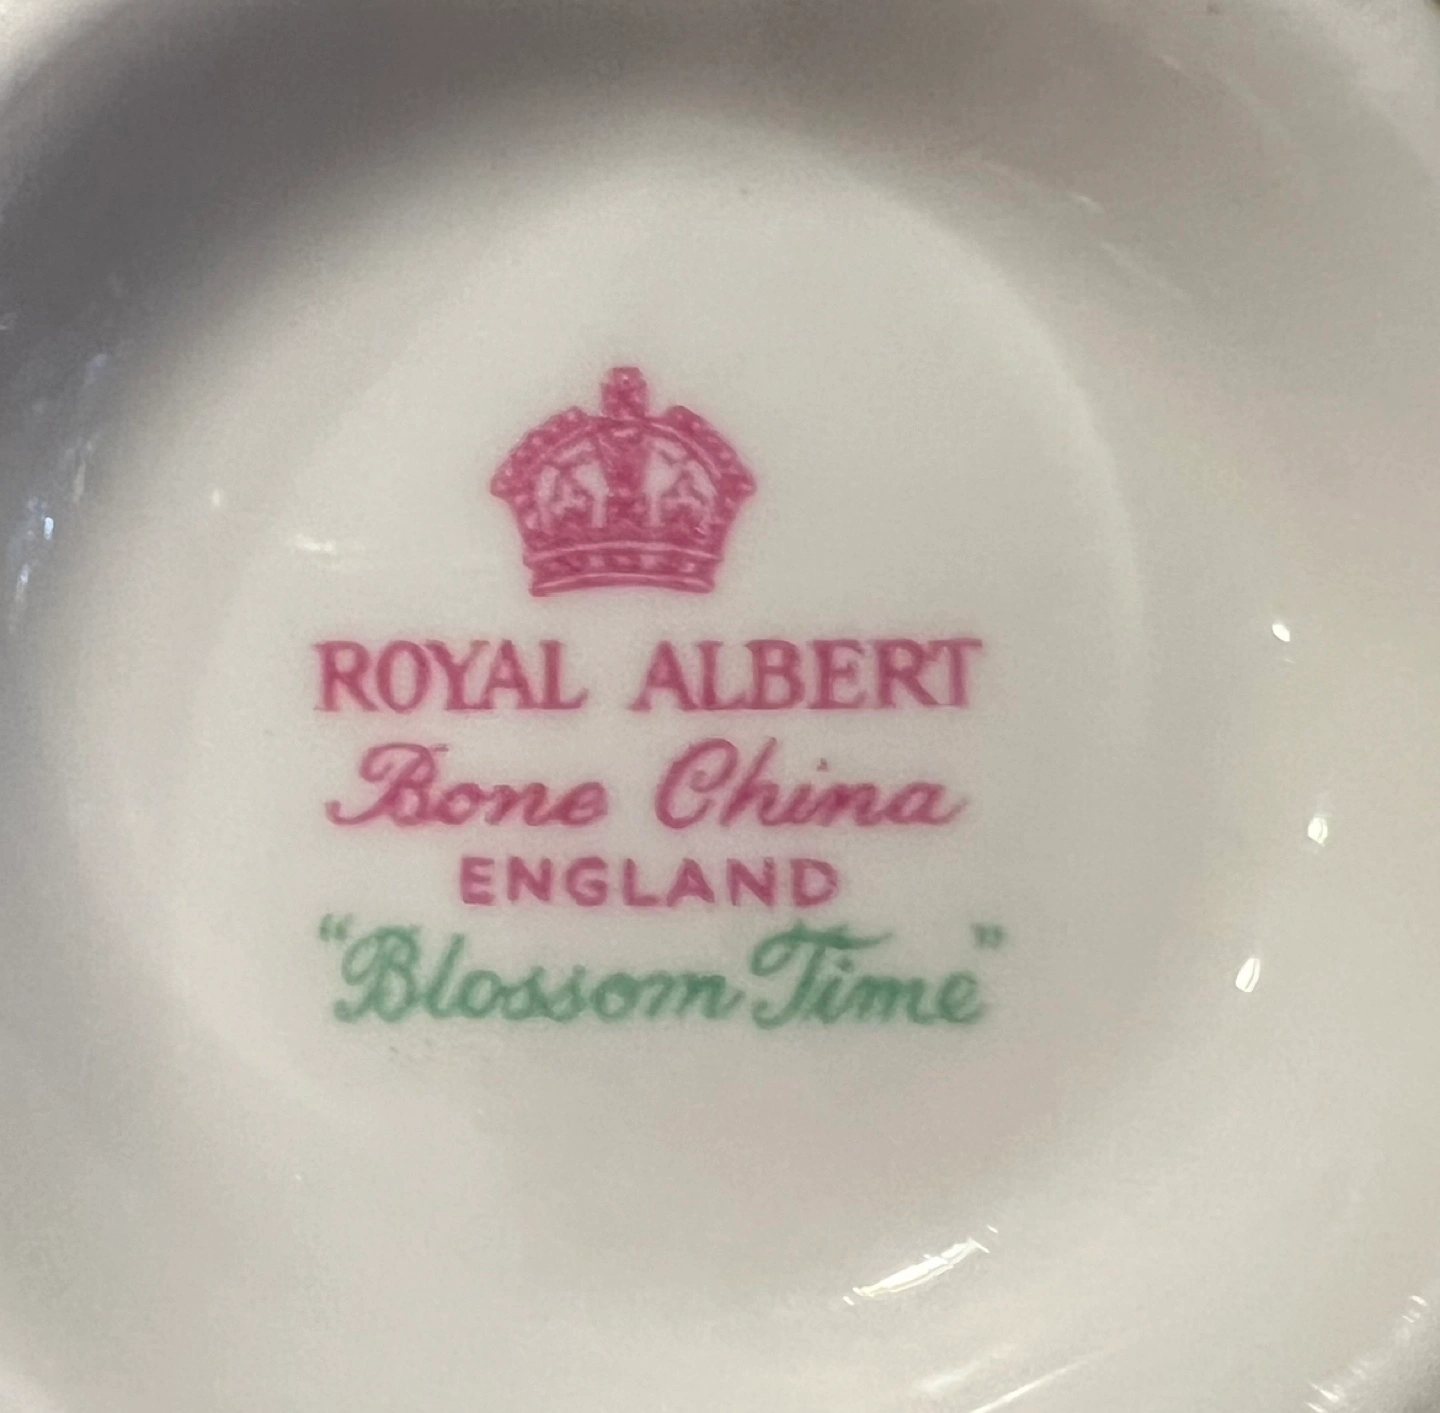 ROYAL ALBERT
Bone China
ENGLAND
"Blossom Time"